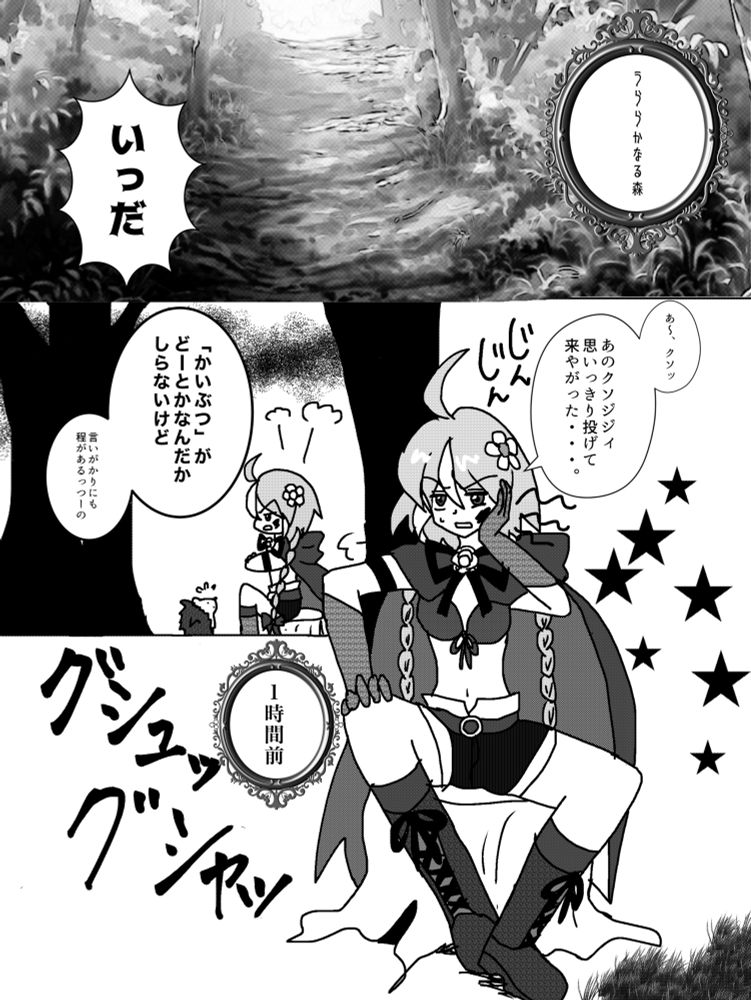 うららかなる森
いっだ
あ〜、クソッ
あのクソジジィ
思いっきり投げて
来やがった・・・。
じんじん
「かいぶつ」が
どーとかなんだか
しらないけど
言いがかりにも
程があるっつーの
1時間前
グシュッ
グシャッ